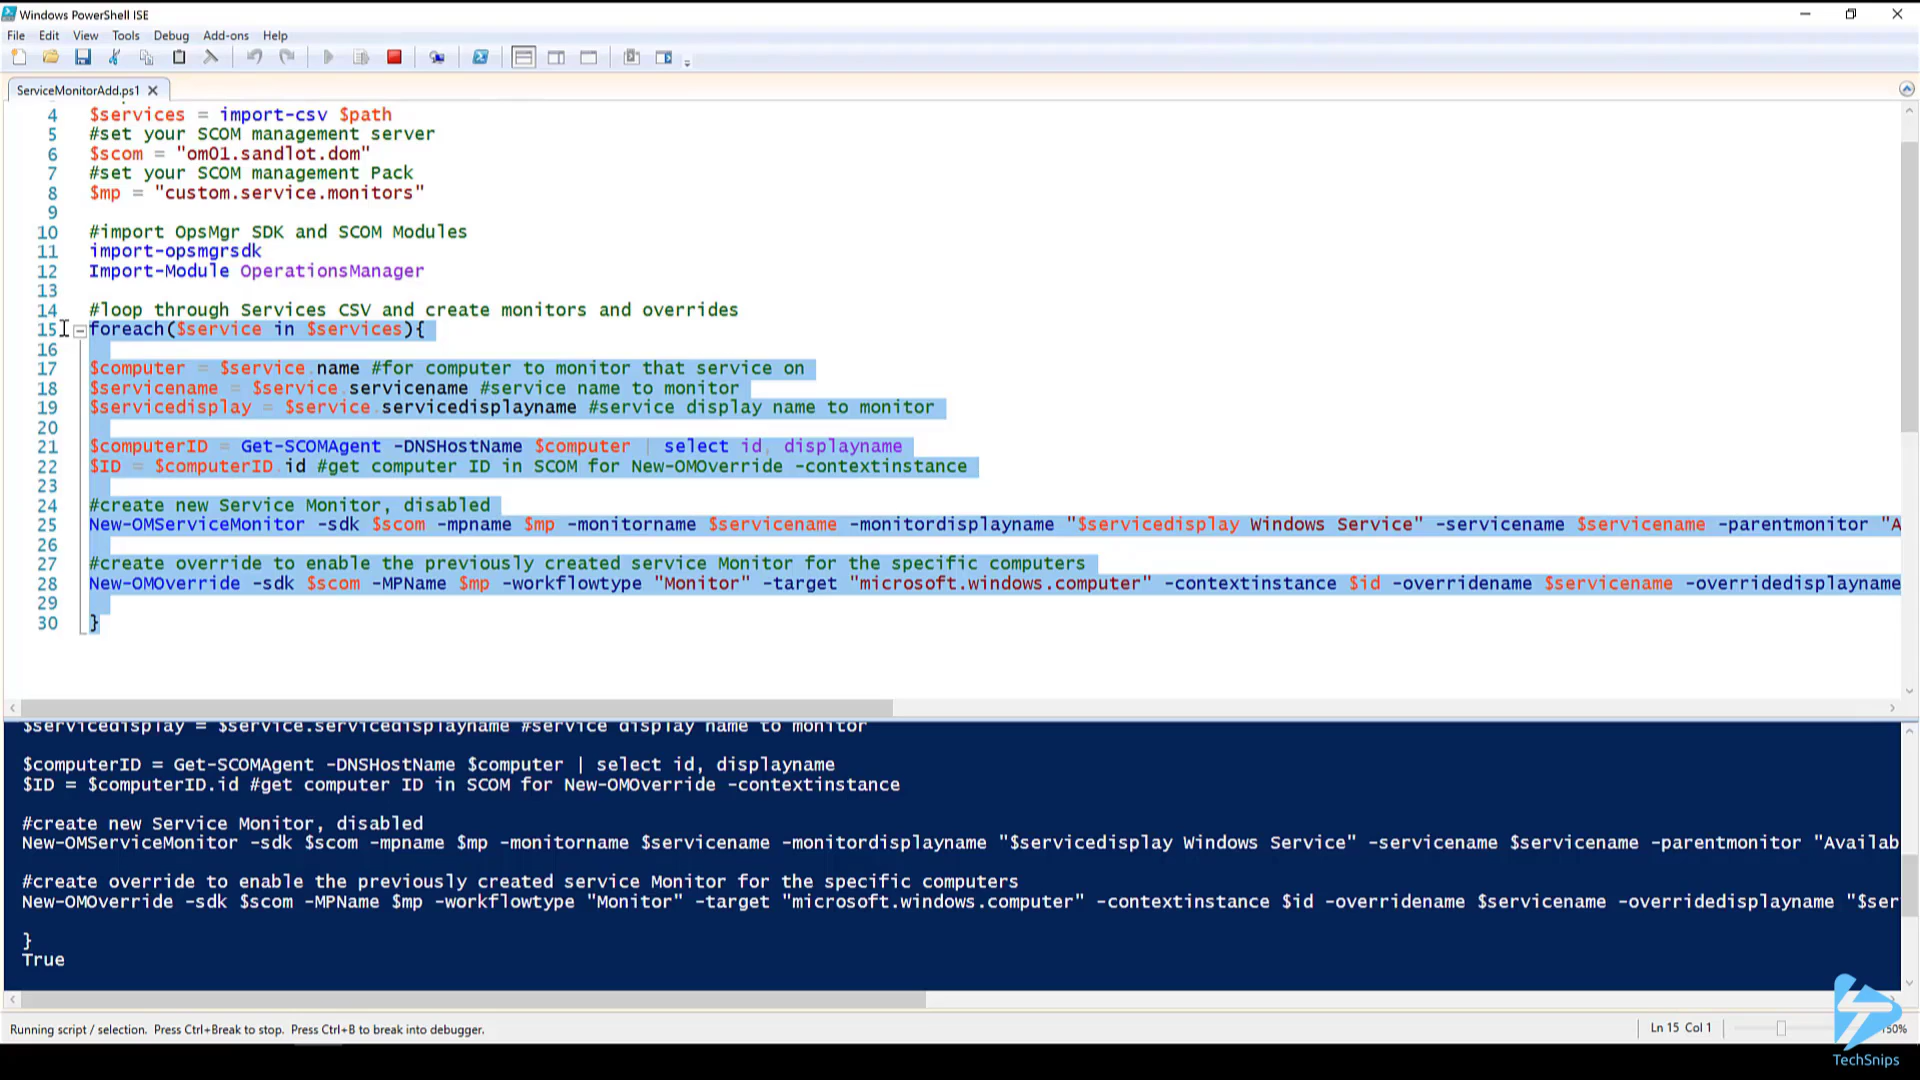 Windows PowerShell ISE
File Edit View Tools Debug Add-ons Help
ServiceMonitorAdd.ps1
4 $services = import-csv $path
5 #set your SCOM management server
6 $scom = "om01.sandlot.dom"
7 #set your SCOM management Pack
8 $mp = "custom.service.monitors"
9
10 #import OpsMgr SDK and SCOM Modules
11 import-opsmgrsdk
12 Import-Module OperationsManager
13
14 #loop through Services CSV and create monitors and overrides
15 foreach($service in $services){
16
17 $computer = $service.name #for computer to monitor that service on
18 $servicename = $service.servicename #service name to monitor
19 $servicedisplay = $service.servicedisplayname #service display name to monitor
20
21 $computerID = Get-SCOMAgent -DNSHostName $computer | select id, displayname
22 $ID = $computerID.id #get computer ID in SCOM for New-OMOverride -contextinstance
23
24 #create new Service Monitor, disabled
25 New-OMServiceMonitor -sdk $scom -mpname $mp -monitorname $servicename -monitordisplayname "$servicedisplay Windows Service" -servicename $servicename -parentmonitor "A
26
27 #create override to enable the previously created service Monitor for the specific computers
28 New-OMOverride -sdk $scom -MPName $mp -workflowtype "Monitor" -target "microsoft.windows.computer" -contextinstance $id -overridename $servicename -overridedisplayname
29
30 }
$servicedisplay = $service.servicedisplayname #service display name to monitor
$computerID = Get-SCOMAgent -DNSHostName $computer | select id, displayname
$ID = $computerID.id #get computer ID in SCOM for New-OMOverride -contextinstance
#create new Service Monitor, disabled
New-OMServiceMonitor -sdk $scom -mpname $mp -monitorname $servicename -monitordisplayname "$servicedisplay Windows Service" -servicename $servicename -parentmonitor "Availab
#create override to enable the previously created service Monitor for the specific computers
New-OMOverride -sdk $scom -MPName $mp -workflowtype "Monitor" -target "microsoft.windows.computer" -contextinstance $id -overridename $servicename -overridedisplayname "$ser
}
True
Running script / selection. Press Ctrl+Break to stop. Press Ctrl+B to break into debugger.
Ln 15 Col 1
TechSnips